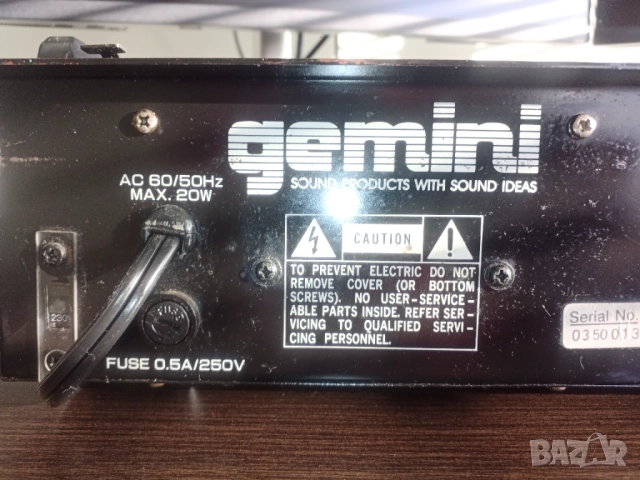 gemini
SOUND PRODUCTS WITH SOUND IDEAS
AC 60/50Hz
MAX. 20W
CAUTION
TO PREVENT ELECTRIC DO NOT
REMOVE COVER (OR BOTTOM
SCREWS). NO USER-SERVICE-
ABLE PARTS INSIDE. REFER SER-
VICING TO QUALIFIED SERVI-
CING PERSONNEL.
230
FUSE
FUSE 0.5A/250V
Serial No.
0350013
BAZAR